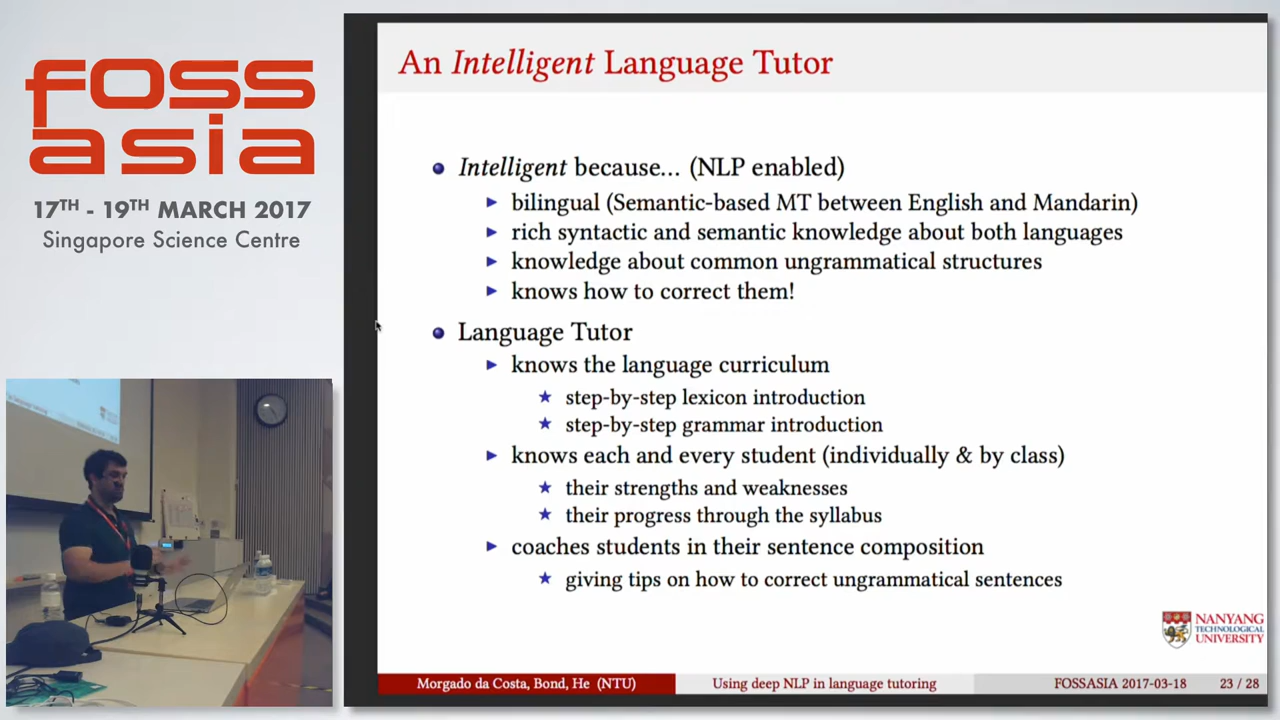 foss
asia
17TH - 19TH MARCH 2017
Singapore Science Centre
An Intelligent Language Tutor
Intelligent because... (NLP enabled)
bilingual (Semantic-based MT between English and Mandarin)
rich syntactic and semantic knowledge about both languages
knowledge about common ungrammatical structures
knows how to correct them!
Language Tutor
knows the language curriculum
step-by-step lexicon introduction
step-by-step grammar introduction
knows each and every student (individually & by class)
their strengths and weaknesses
their progress through the syllabus
coaches students in their sentence composition
giving tips on how to correct ungrammatical sentences
NANYANG
TECHNOLOGICAL
UNIVERSITY
Morgado da Costa, Bond, He (NTU)
Using deep NLP in language tutoring
FOSSASIA 2017-03-18
23 / 28